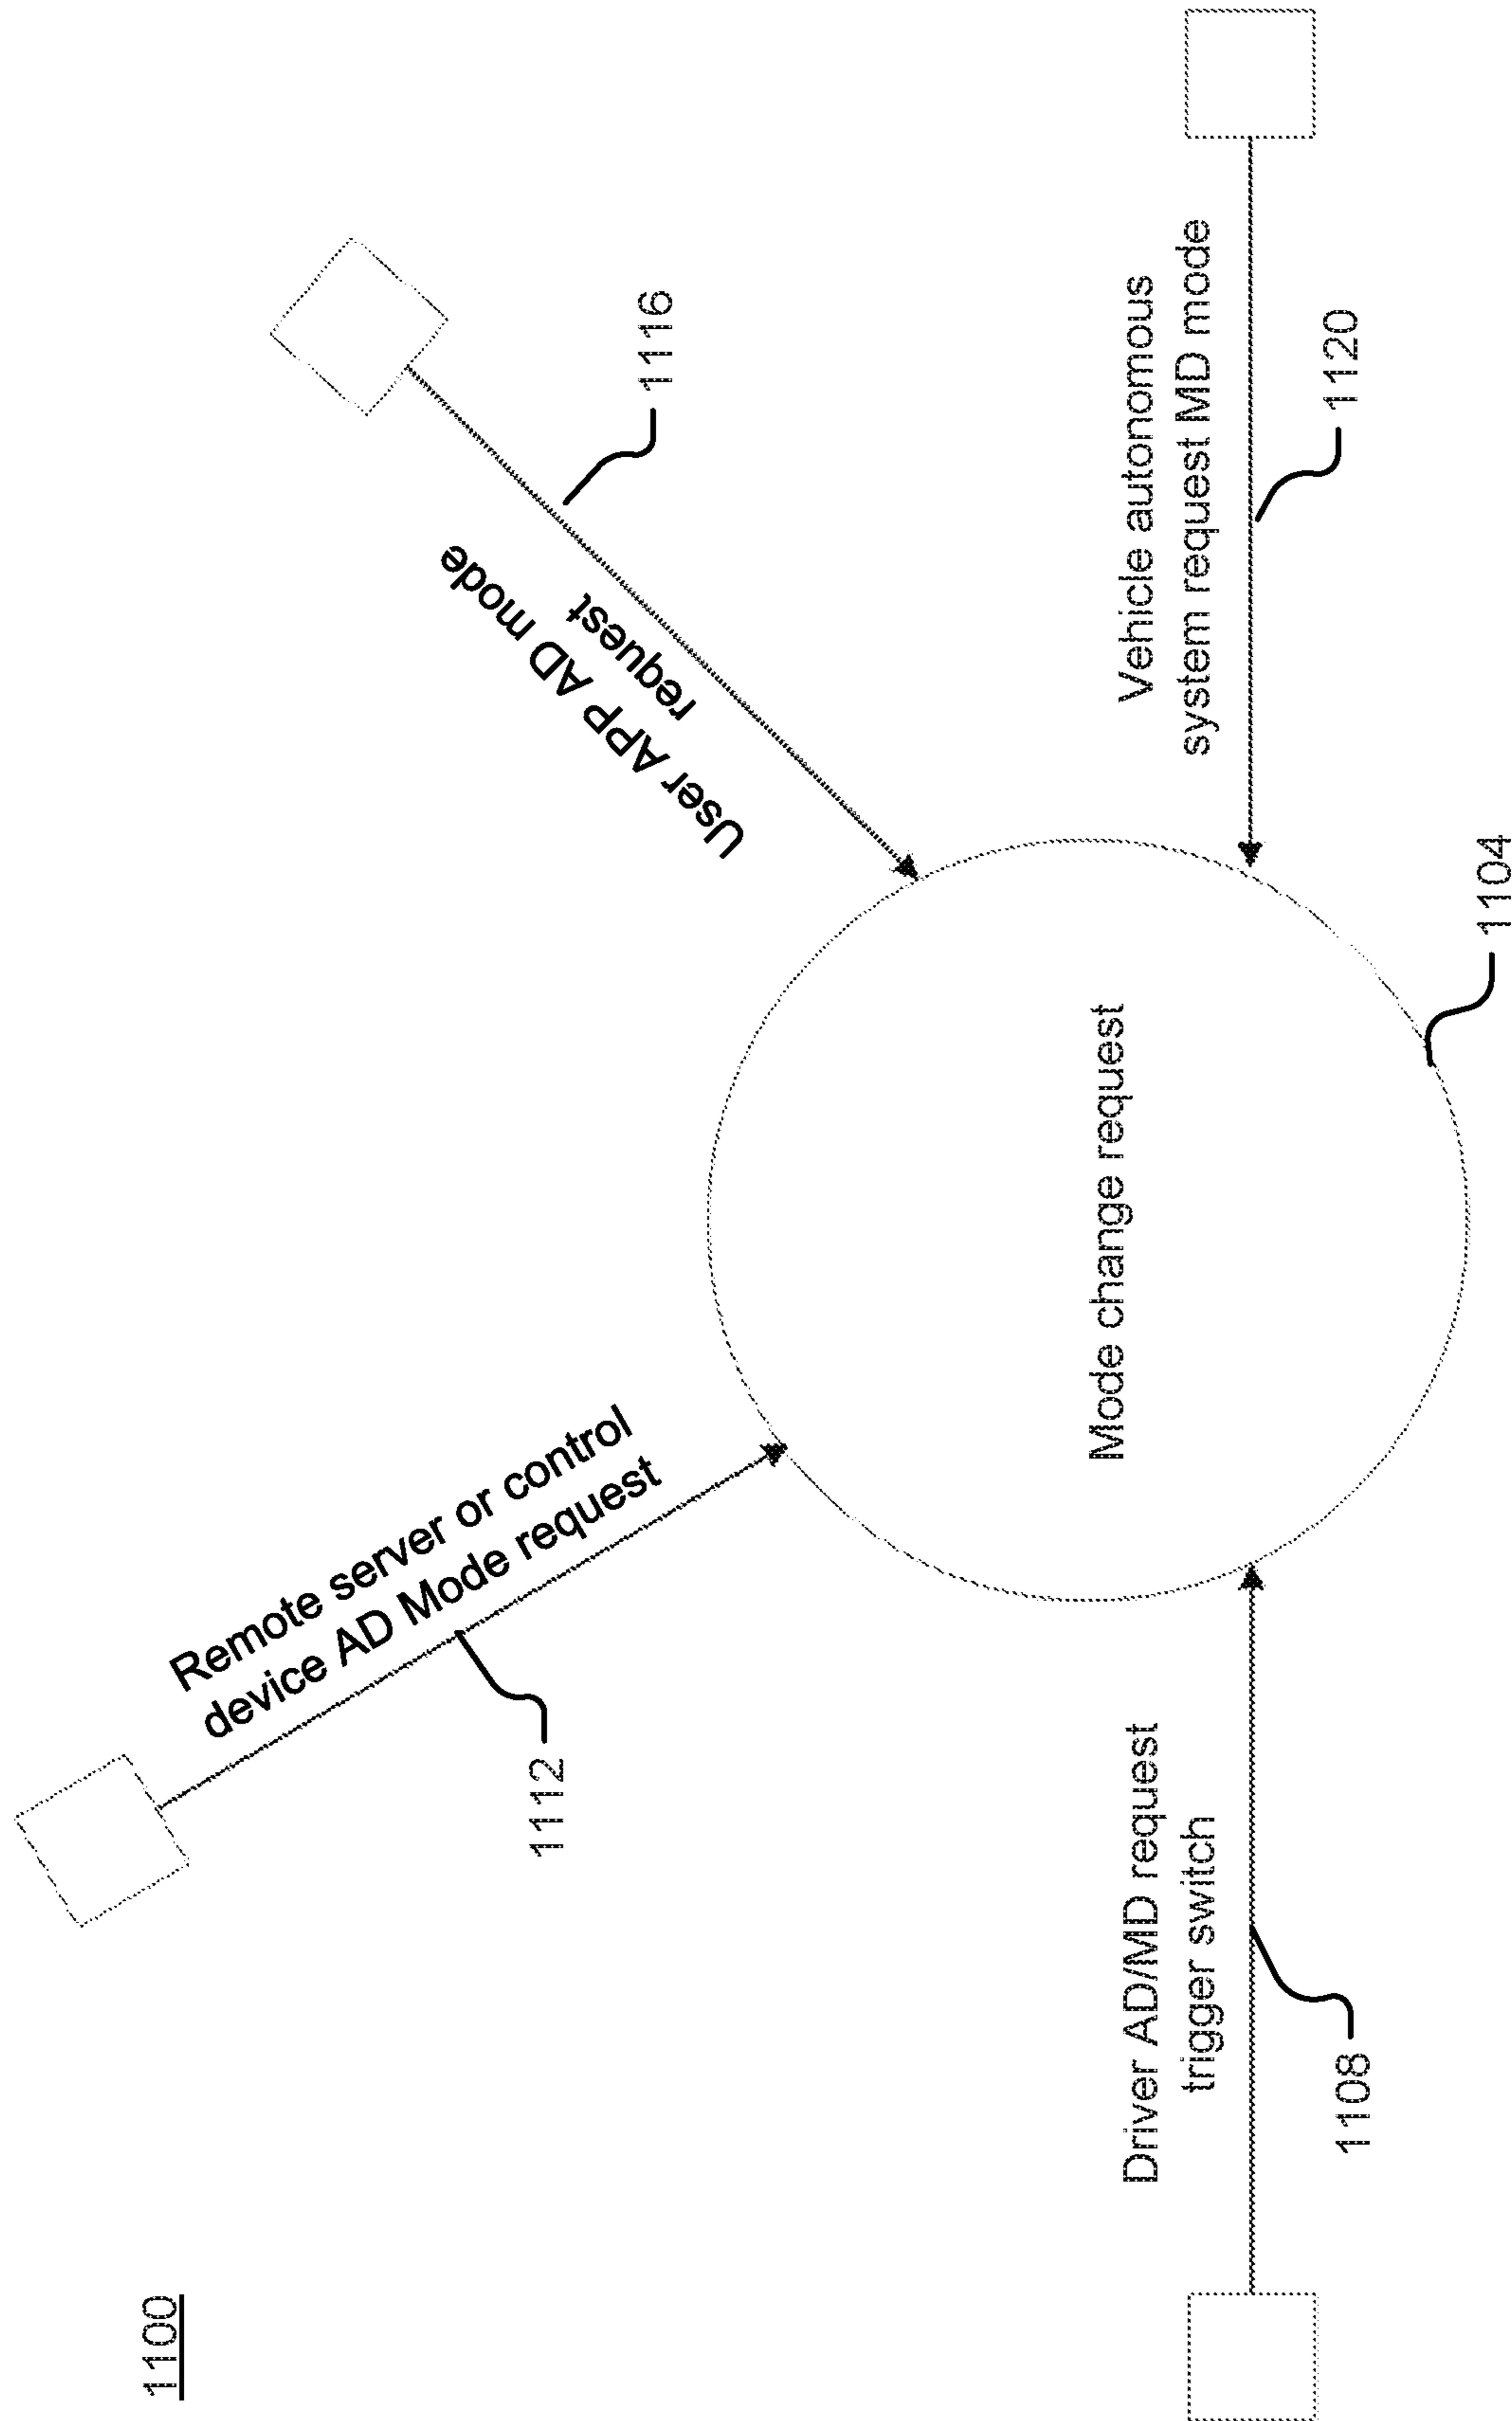 1100
Remote server or control
device AD Mode request
1112
User APP AD mode
request
1116
Mode change request
Driver AD/MD request
trigger switch
1108
Vehicle autonomous
system request MD mode
1120
1104